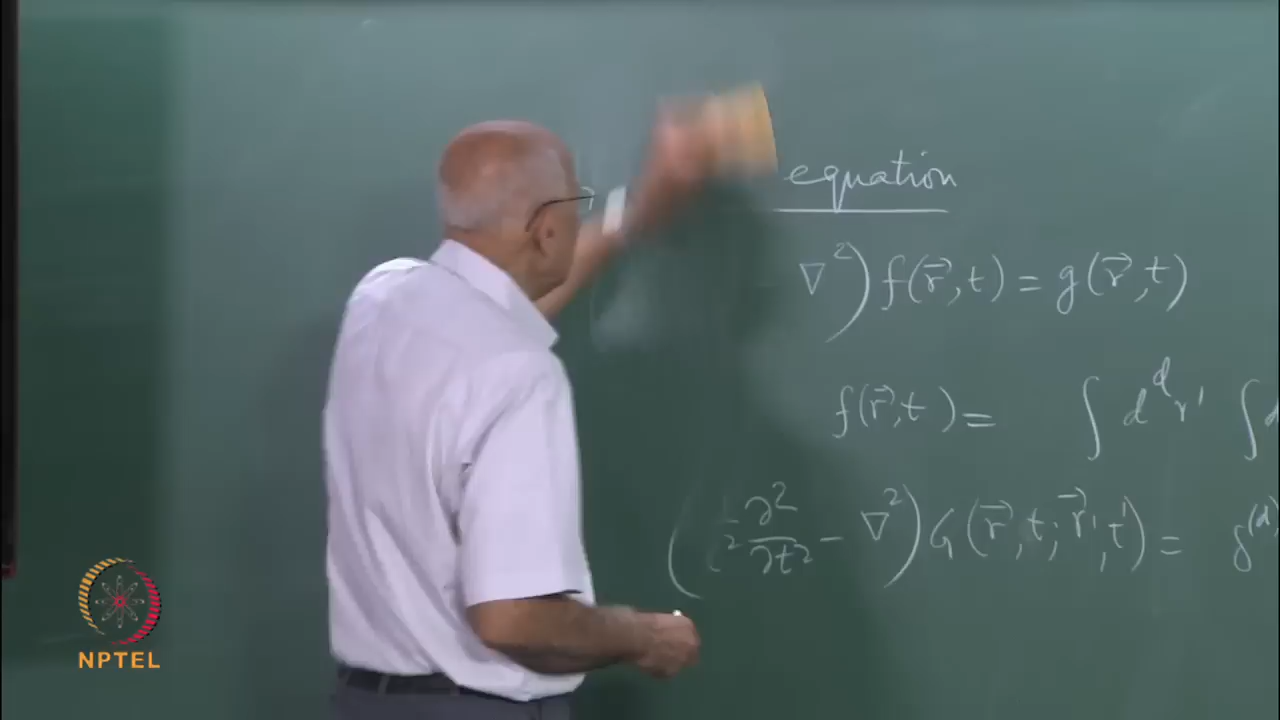 equation
∇²) f(r⃗, t) = g(r⃗, t)
f(r⃗, t) = ∫ dᵈr' ∫
(1/c² ∂²/∂t² − ∇²) G(r⃗, t; r⃗', t') = δ⁽ᵈ⁾
NPTEL